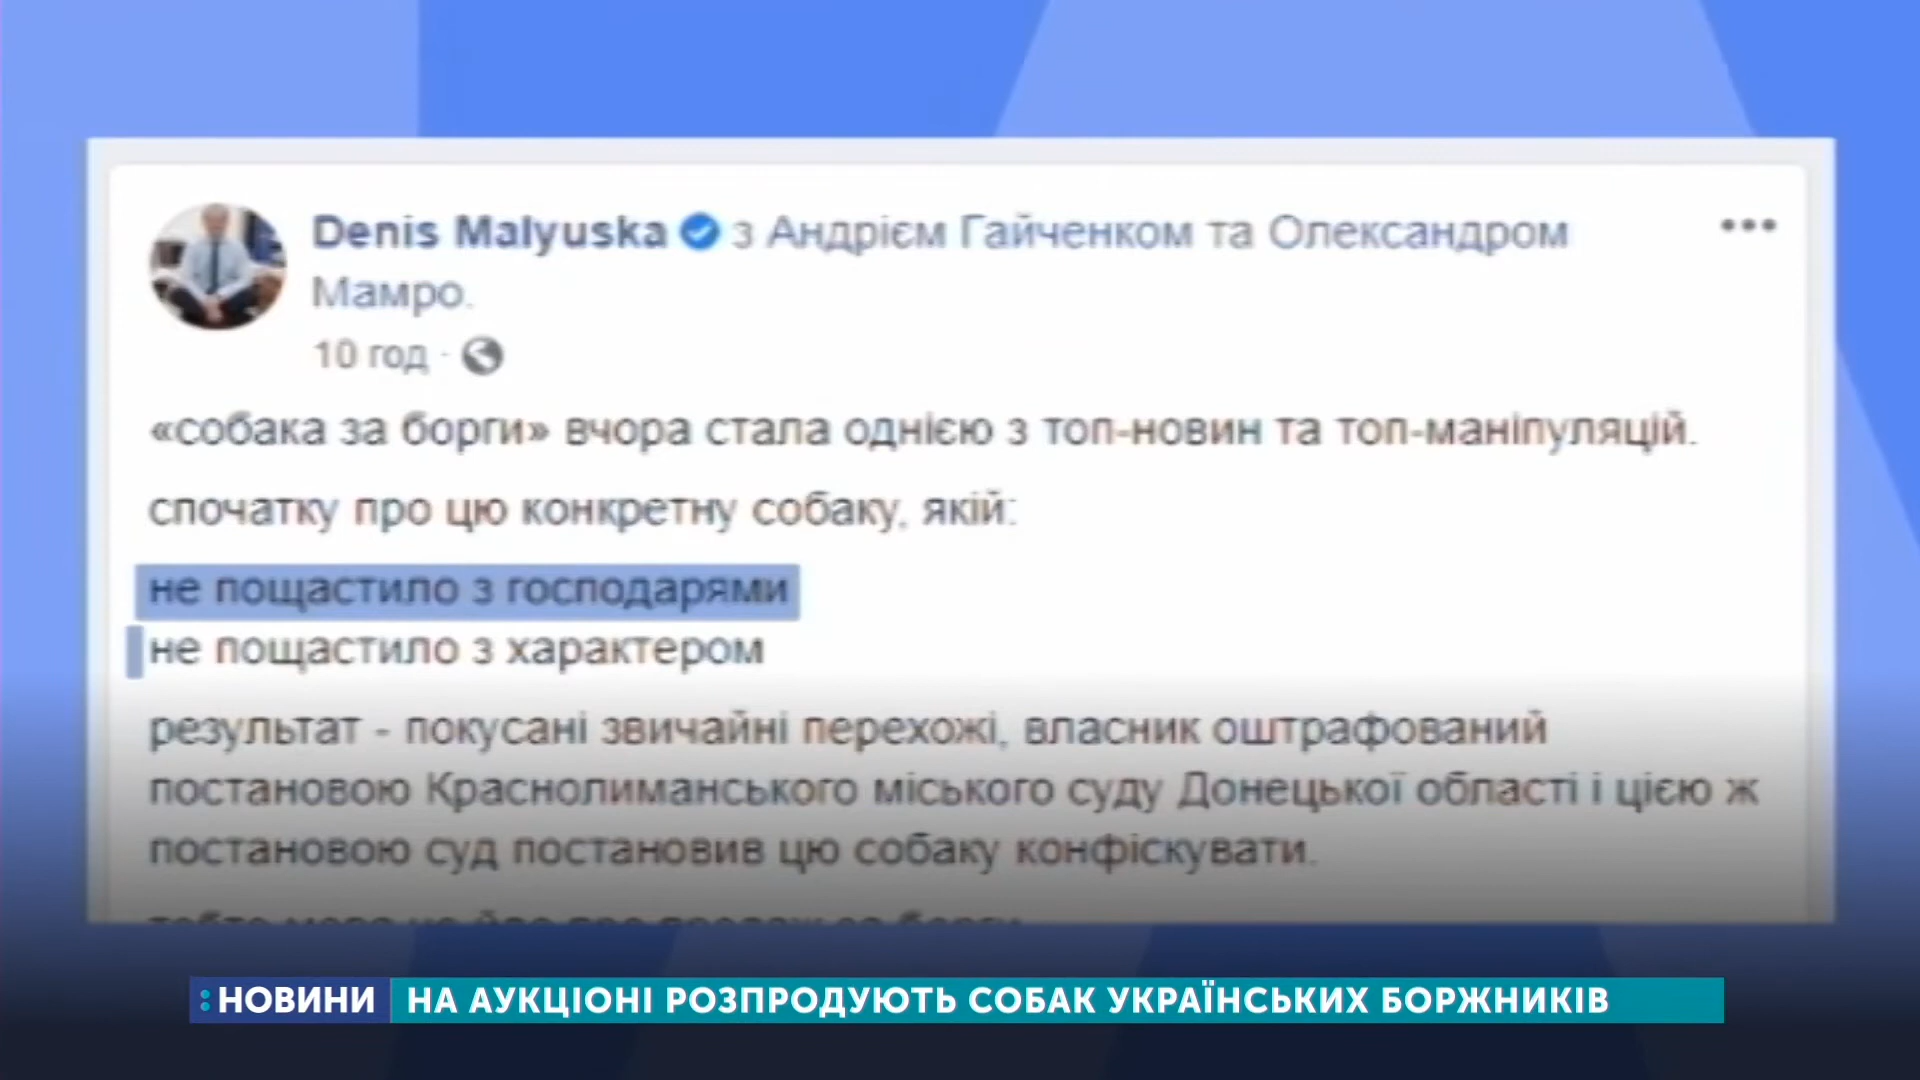 Denis Malyuska з Андрієм Гайченком та Олександром
Мамро.
10 год ·
«собака за борги» вчора стала однією з топ-новин та топ-маніпуляцій.
спочатку про цю конкретну собаку, якій:
не пощастило з господарями
не пощастило з характером
результат - покусані звичайні перехожі, власник оштрафований
постановою Краснолиманського міського суду Донецької області і цією ж
постановою суд постановив цю собаку конфіскувати.
НОВИНИ НА АУКЦІОНІ РОЗПРОДУЮТЬ СОБАК УКРАЇНСЬКИХ БОРЖНИКІВ